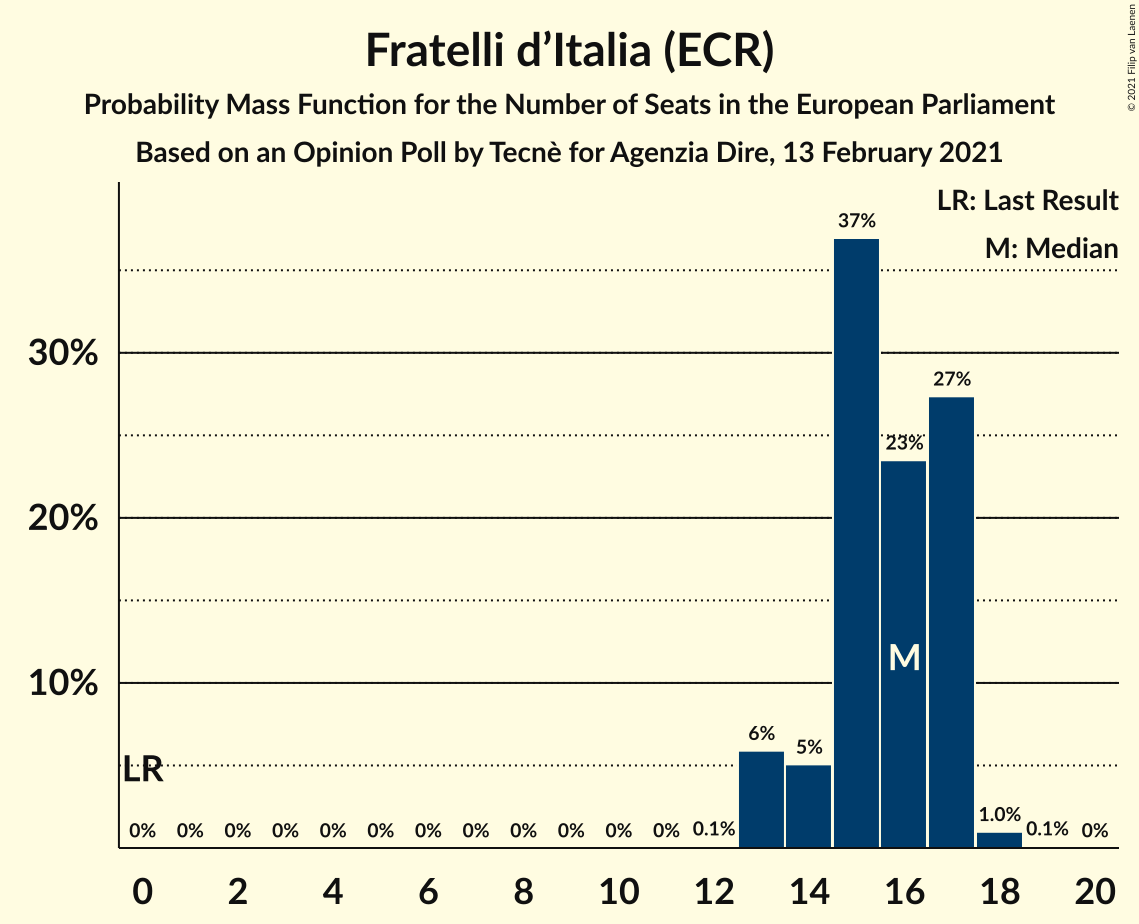 Fratelli d’Italia (ECR)
Probability Mass Function for the Number of Seats in the European Parliament
Based on an Opinion Poll by Tecnè for Agenzia Dire, 13 February 2021
© 2021 Filip van Laenen
LR: Last Result
M: Median
37%
30%
27%
23%
20%
M
10%
6%
5%
LR
0% 0% 0% 0% 0% 0% 0% 0% 0% 0% 0% 0% 0.1% 1.0% 0.1% 0%
0 2 4 6 8 10 12 14 16 18 20